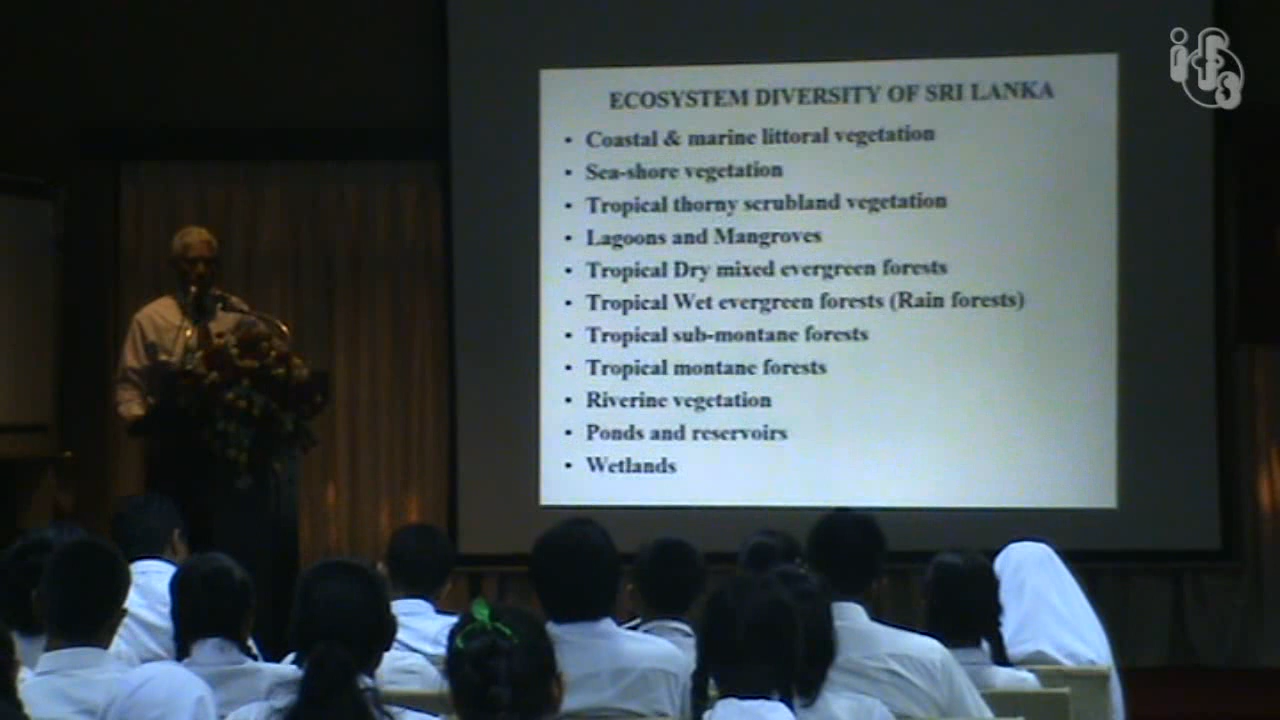 ECOSYSTEM DIVERSITY OF SRI LANKA
• Coastal & marine littoral vegetation
• Sea-shore vegetation
• Tropical thorny scrubland vegetation
• Lagoons and Mangroves
• Tropical Dry mixed evergreen forests
• Tropical Wet evergreen forests (Rain forests)
• Tropical sub-montane forests
• Tropical montane forests
• Riverine vegetation
• Ponds and reservoirs
• Wetlands